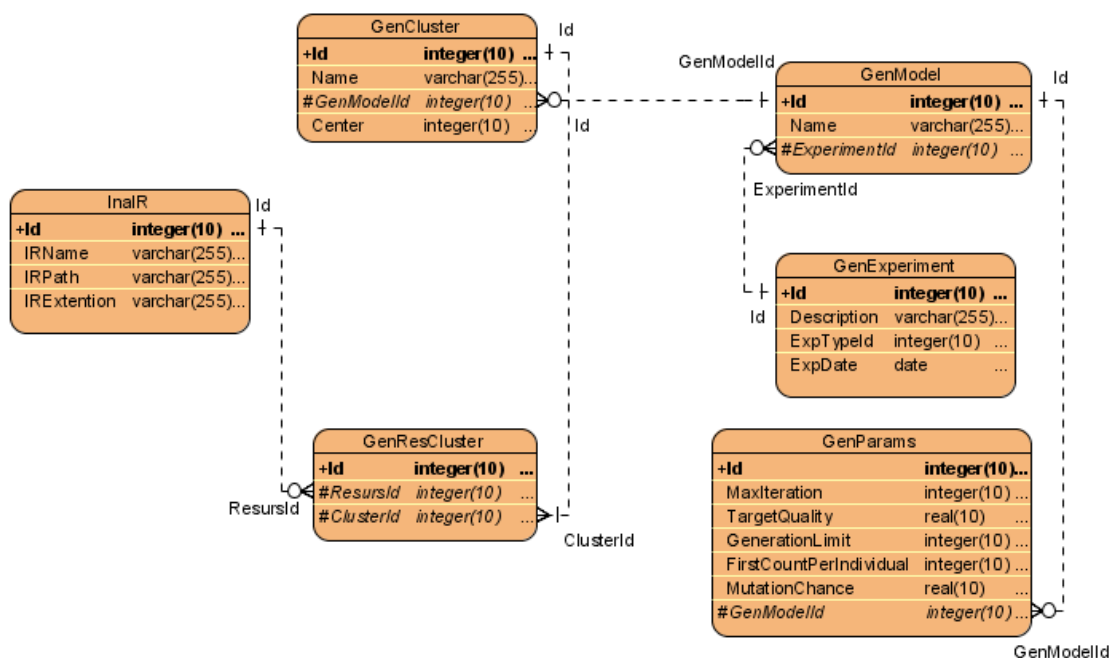 GenCluster
+Id integer(10) ...
Name varchar(255)...
#GenModelId integer(10) ...
Center integer(10) ...
Id
Id
GenModelId
GenModel
+Id integer(10) ...
Name varchar(255)...
#ExperimentId integer(10) ...
Id
ExperimentId
InaIR
+Id integer(10) ...
IRName varchar(255)...
IRPath varchar(255)...
IRExtention varchar(255)...
Id
GenExperiment
+Id integer(10) ...
Description varchar(255)...
ExpTypeId integer(10) ...
ExpDate date ...
Id
GenResCluster
+Id integer(10) ...
#ResursId integer(10) ...
#ClusterId integer(10) ...
ResursId
ClusterId
GenParams
+Id integer(10)...
MaxIteration integer(10) ...
TargetQuality real(10) ...
GenerationLimit integer(10) ...
FirstCountPerIndividual integer(10) ...
MutationChance real(10) ...
#GenModelId integer(10) ...
GenModelId